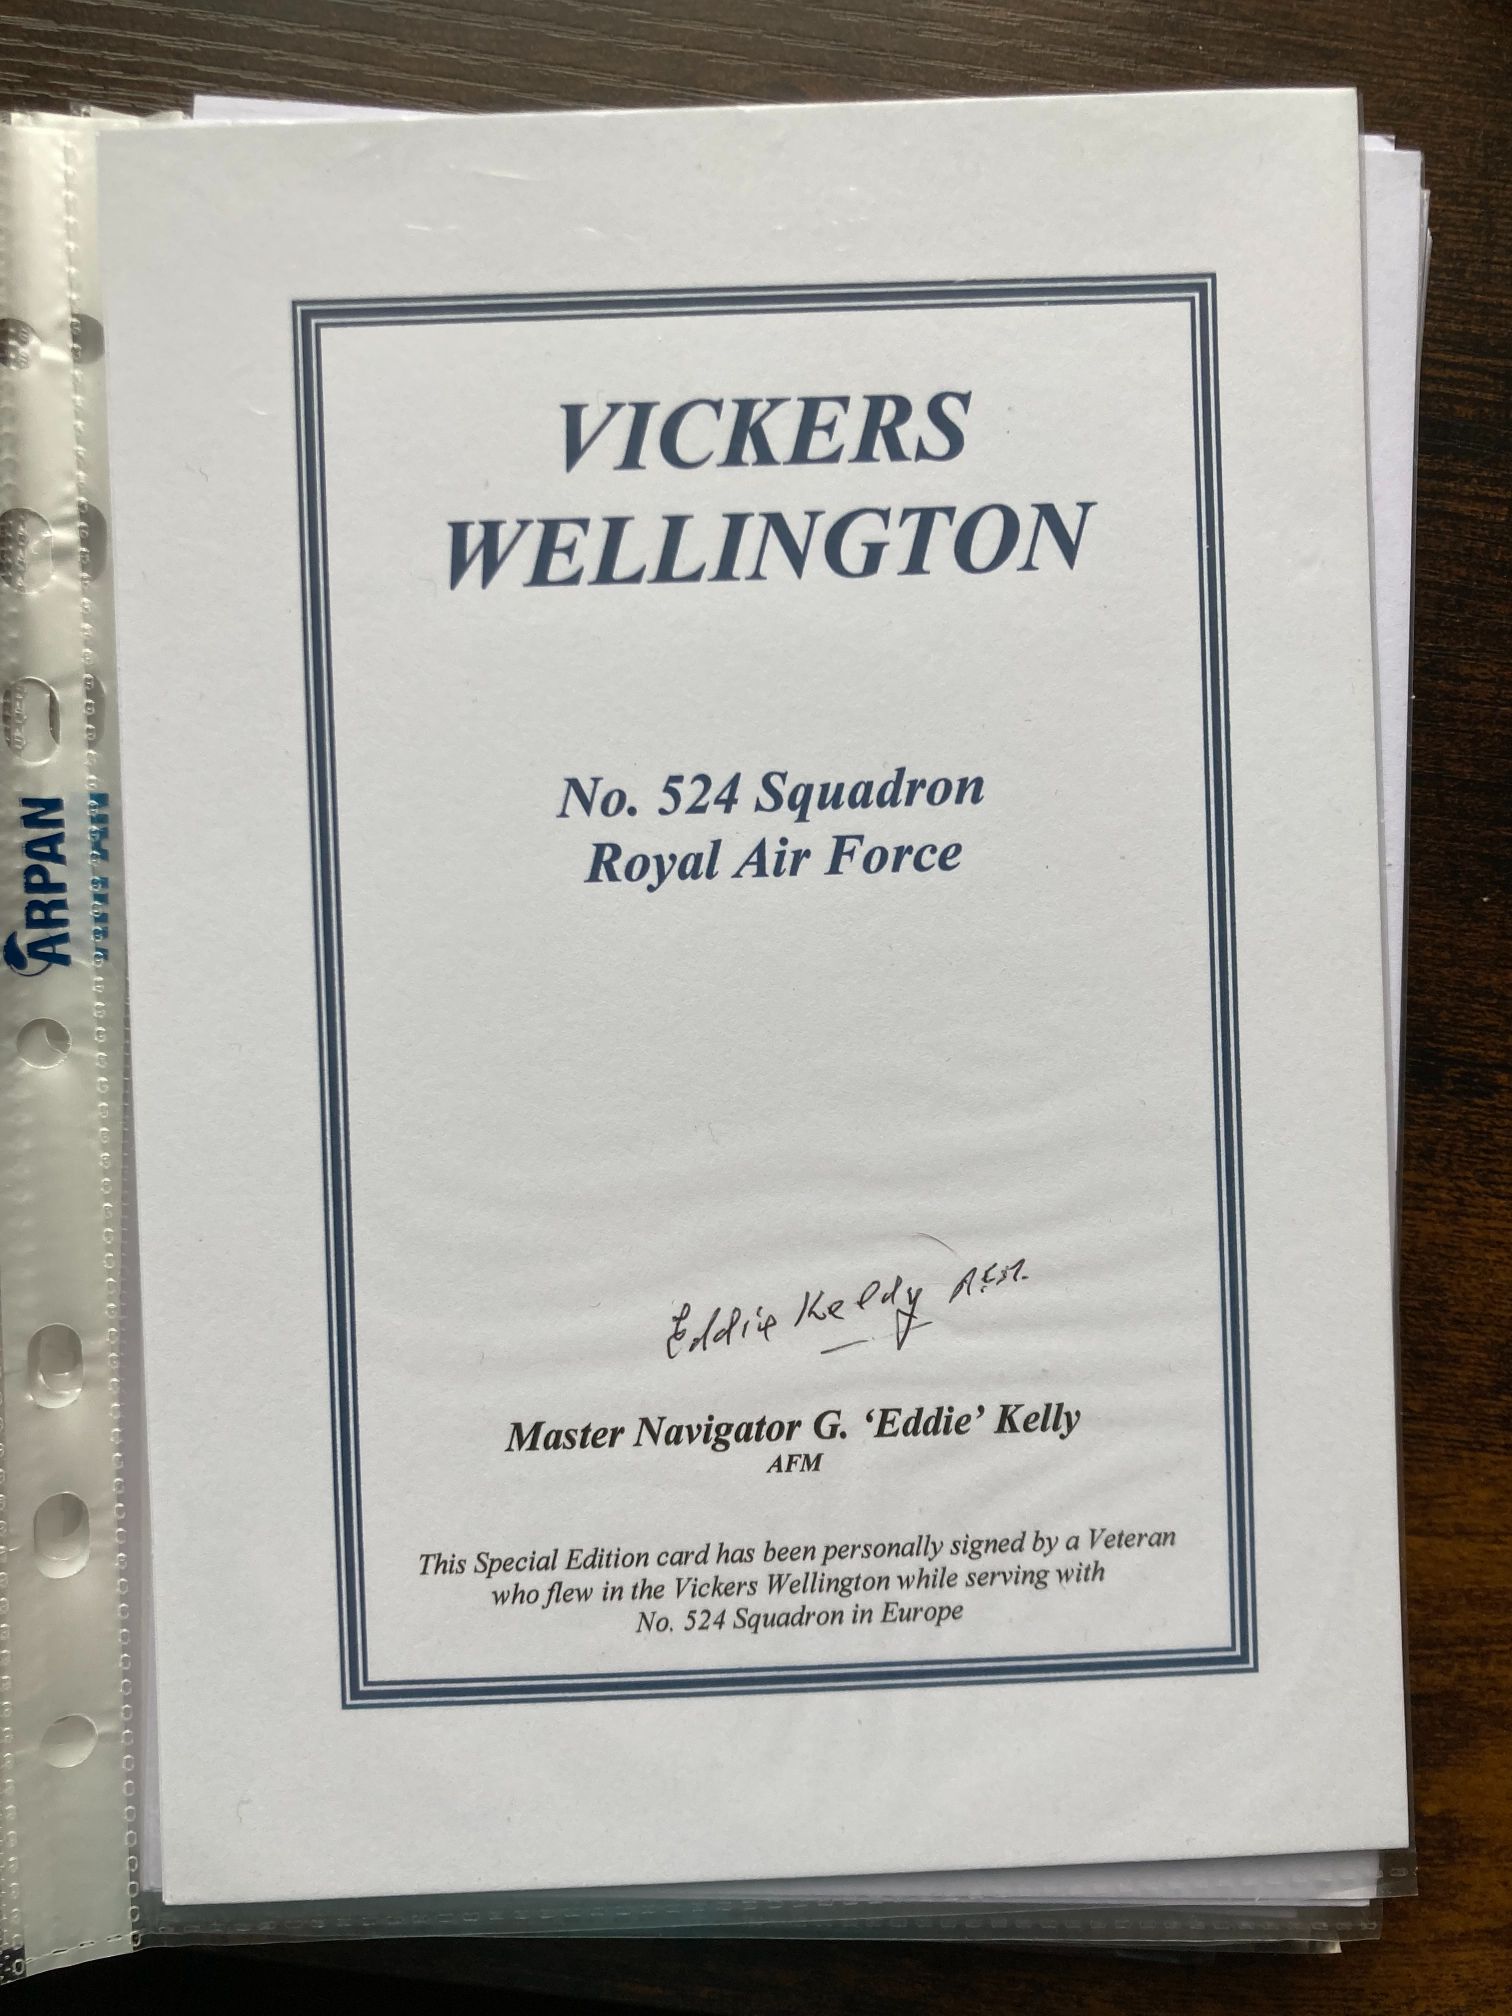 VICKERS
WELLINGTON
No. 524 Squadron
Royal Air Force
Eddie Kelly A.F.M.
Master Navigator G. ‘Eddie’ Kelly
AFM
This Special Edition card has been personally signed by a Veteran
who flew in the Vickers Wellington while serving with
No. 524 Squadron in Europe
ARPAN